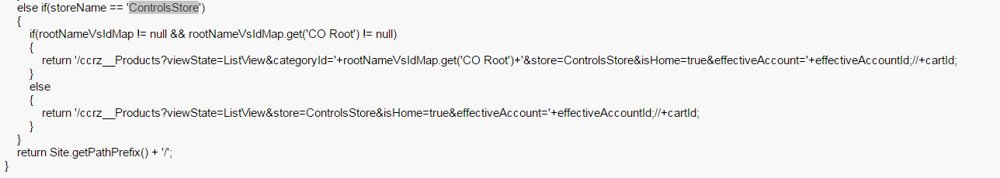 else if(storeName == 'ControlsStore')
{
if(rootNameVsIdMap != null && rootNameVsIdMap.get('CO Root') != null)
{
return '/ccrz__Products?viewState=ListView&categoryId='+rootNameVsIdMap.get('CO Root')+'&store=ControlsStore&isHome=true&effectiveAccount='+effectiveAccountId;//+cartId;
}
else
{
return '/ccrz__Products?viewState=ListView&store=ControlsStore&isHome=true&effectiveAccount='+effectiveAccountId;//+cartId;
}
}
return Site.getPathPrefix() + '/';
}